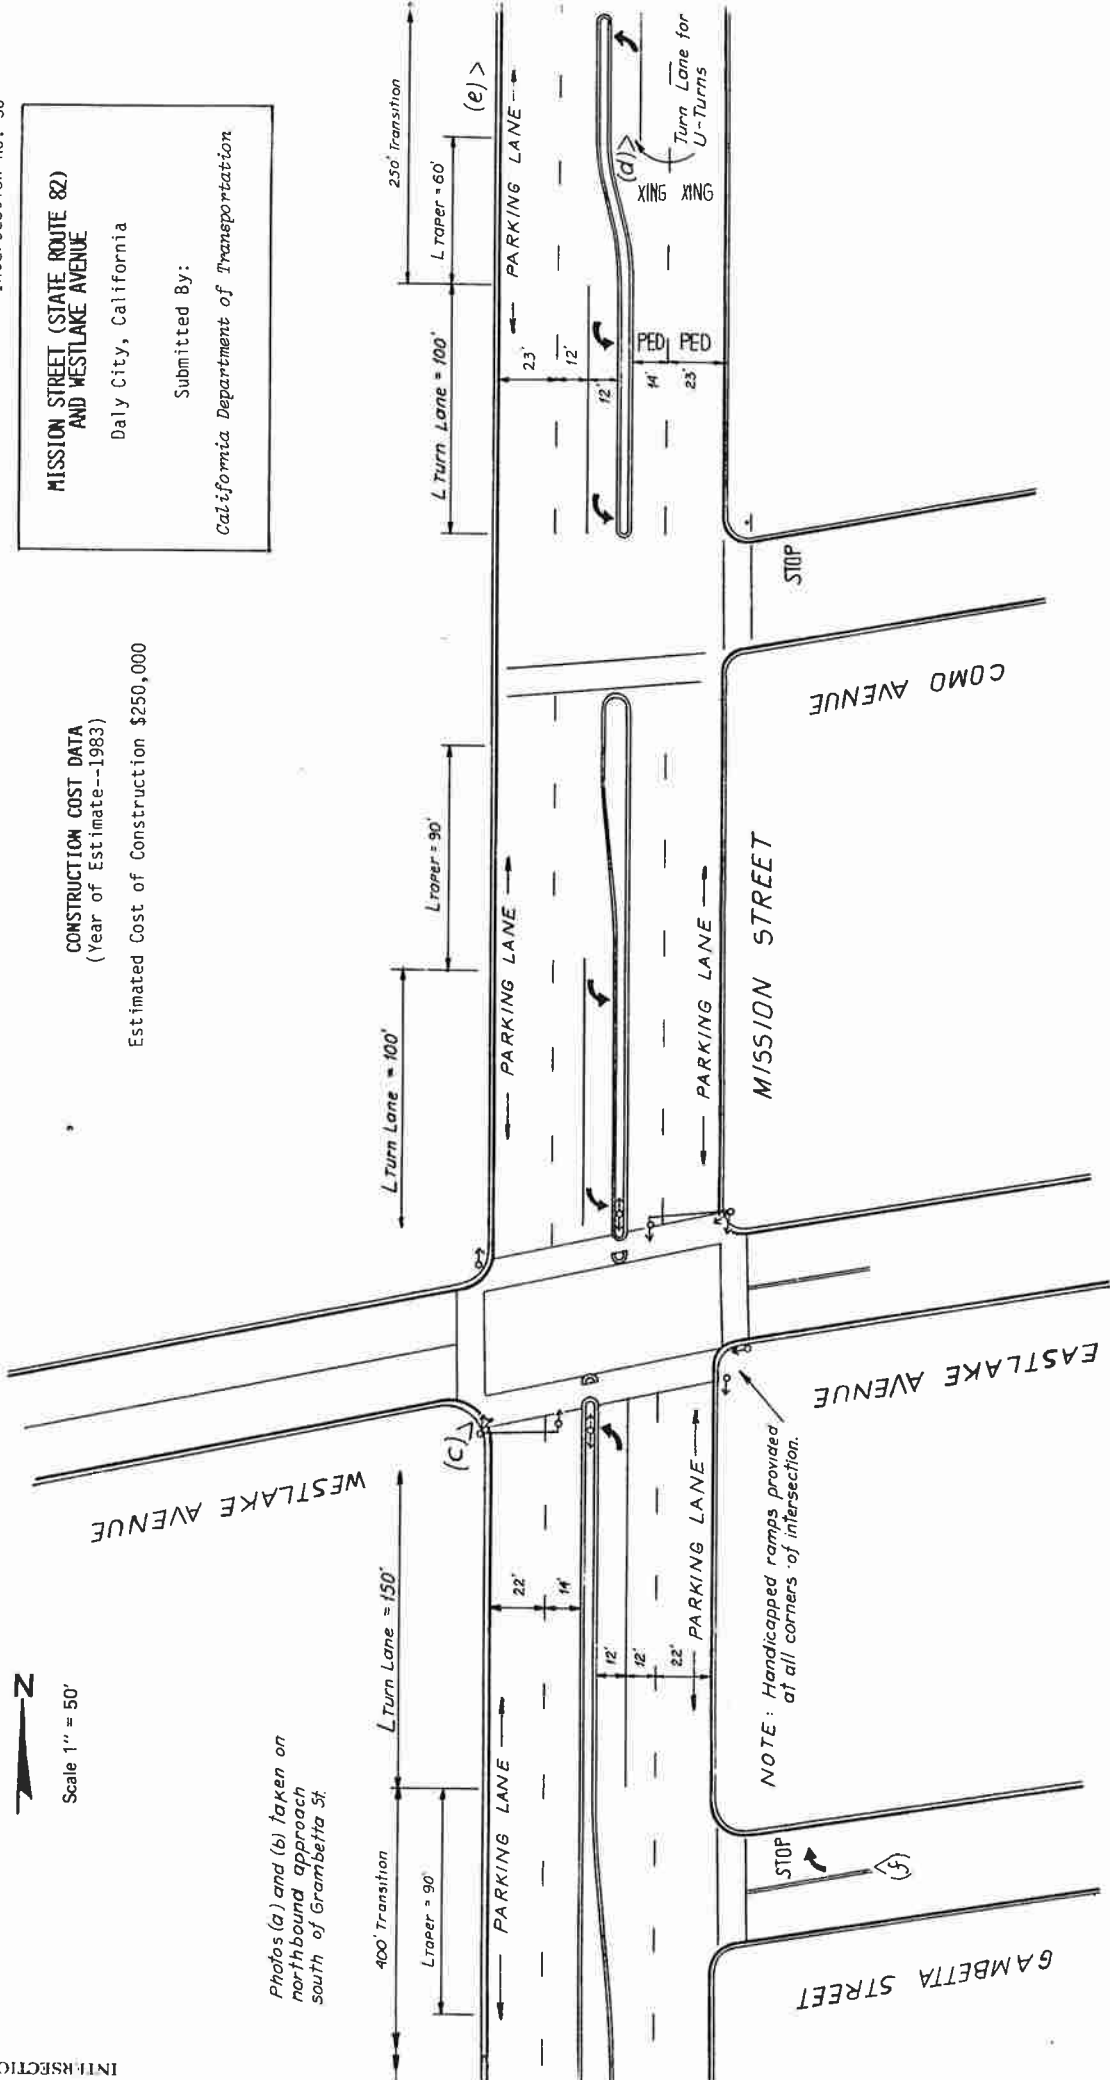 MISSION STREET (STATE ROUTE 82)
AND WESTLAKE AVENUE
Daly City, California
Submitted By:
California Department of Transportation
CONSTRUCTION COST DATA
(Year of Estimate--1983)
Estimated Cost of Construction $250,000
N
Scale 1" = 50'
Photos (a) and (b) taken on
northbound approach
south of Grambetta St.
400' Transition
L Taper = 90'
L Turn Lane = 150'
WESTLAKE AVENUE
(c)>
L Turn Lane = 100'
L Taper = 90'
L Turn Lane = 100'
L Taper = 60'
250' Transition
(e) >
PARKING LANE
PARKING LANE
PARKING LANE
22'
14'
12'
12'
22'
23'
12'
12'
14'
23'
PED
PED
XING
XING
(d)>
Turn Lane for
U-Turns
PARKING LANE
PARKING LANE
MISSION STREET
STOP
STOP
(f)
GAMBETTA STREET
NOTE: Handicapped ramps provided
at all corners of intersection.
EASTLAKE AVENUE
COMO AVENUE